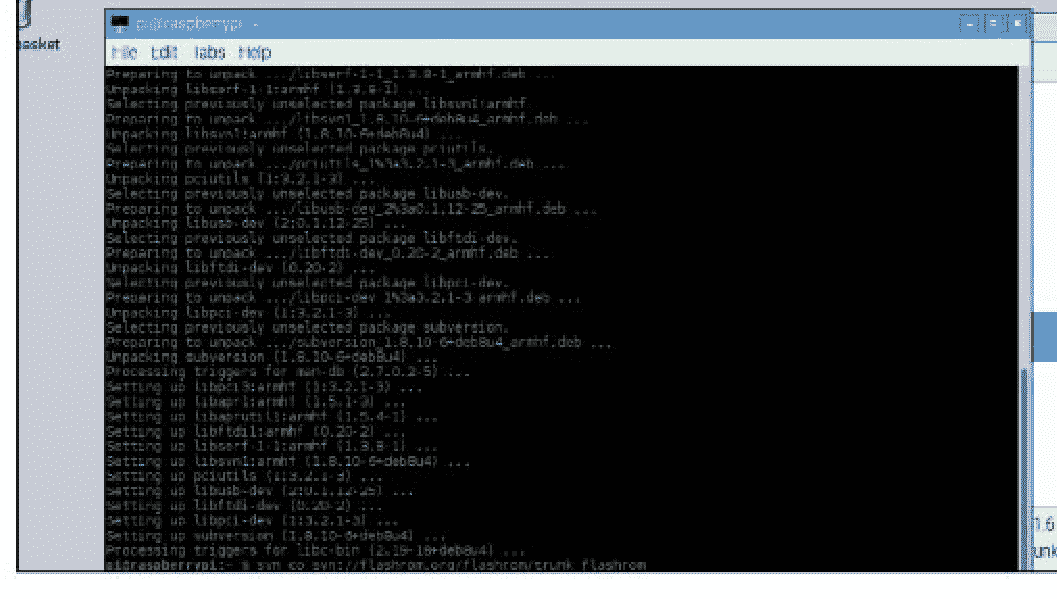 pi@raspberrypi: ~
File Edit Tabs Help
Preparing to unpack .../libserf-1-1_1.3.8-1_armhf.deb ...
Unpacking libserf-1-1:armhf (1.3.8-1) ...
Selecting previously unselected package libsvn1:armhf.
Preparing to unpack .../libsvn1_1.8.10-6+deb8u4_armhf.deb ...
Unpacking libsvn1:armhf (1.8.10-6+deb8u4) ...
Selecting previously unselected package pciutils.
Preparing to unpack .../pciutils_1%3a3.2.1-3_armhf.deb ...
Unpacking pciutils (1:3.2.1-3) ...
Selecting previously unselected package libusb-dev.
Preparing to unpack .../libusb-dev_2%3a0.1.12-25_armhf.deb ...
Unpacking libusb-dev (2:0.1.12-25) ...
Selecting previously unselected package libftdi-dev.
Preparing to unpack .../libftdi-dev_0.20-2_armhf.deb ...
Unpacking libftdi-dev (0.20-2) ...
Selecting previously unselected package libpci-dev.
Preparing to unpack .../libpci-dev_1%3a3.2.1-3_armhf.deb ...
Unpacking libpci-dev (1:3.2.1-3) ...
Selecting previously unselected package subversion.
Preparing to unpack .../subversion_1.8.10-6+deb8u4_armhf.deb ...
Unpacking subversion (1.8.10-6+deb8u4) ...
Processing triggers for man-db (2.7.0.2-5) ...
Setting up libpci3:armhf (1:3.2.1-3) ...
Setting up libapr1:armhf (1.5.1-3) ...
Setting up libaprutil1:armhf (1.5.4-1) ...
Setting up libftdi1:armhf (0.20-2) ...
Setting up libserf-1-1:armhf (1.3.8-1) ...
Setting up libsvn1:armhf (1.8.10-6+deb8u4) ...
Setting up pciutils (1:3.2.1-3) ...
Setting up libusb-dev (2:0.1.12-25) ...
Setting up libftdi-dev (0.20-2) ...
Setting up libpci-dev (1:3.2.1-3) ...
Setting up subversion (1.8.10-6+deb8u4) ...
Processing triggers for libc-bin (2.19-18+deb8u4) ...
pi@raspberrypi:~ $ svn co svn://flashrom.org/flashrom/trunk flashrom